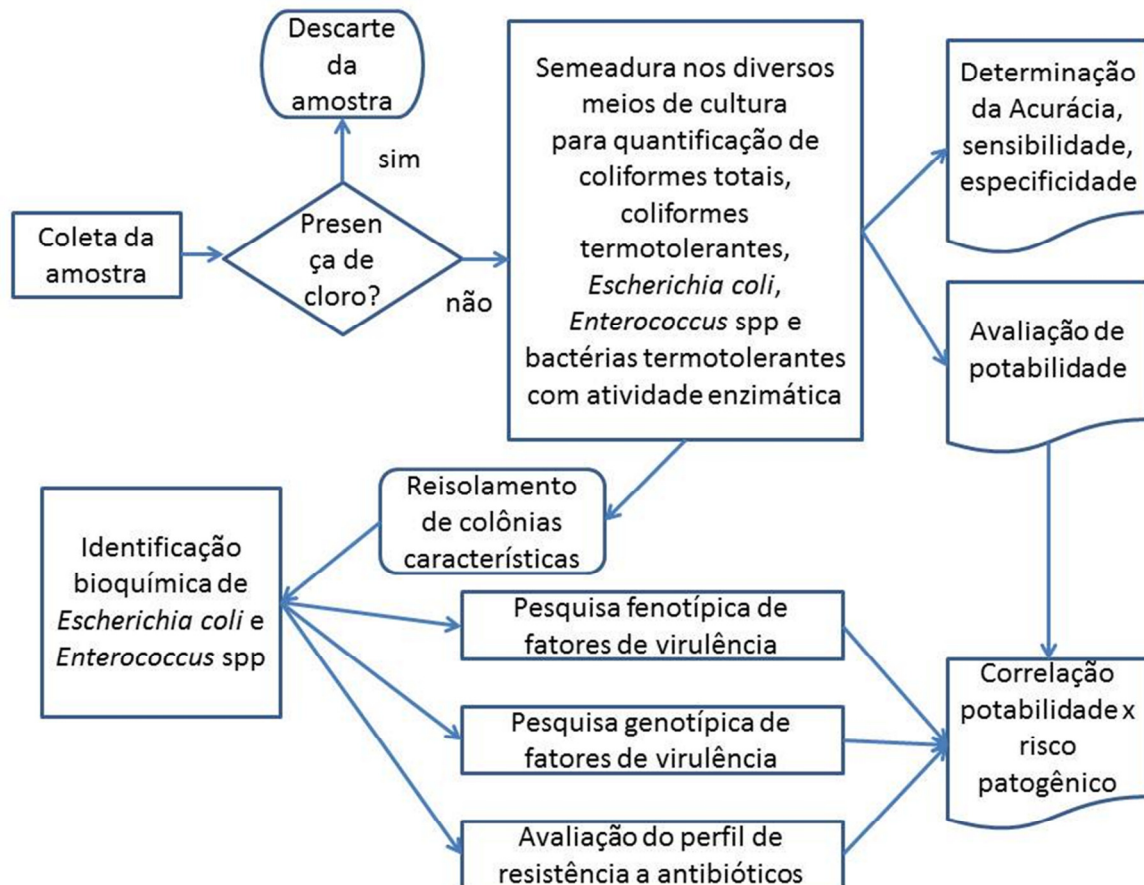 Coleta da
amostra
Presen
ça de
cloro?
sim
Descarte
da
amostra
não
Semeadura nos diversos
meios de cultura
para quantificação de
coliformes totais,
coliformes
termotolerantes,
Escherichia coli,
Enterococcus spp e
bactérias termotolerantes
com atividade enzimática
Determinação
da Acurácia,
sensibilidade,
especificidade
Avaliação de
potabilidade
Reisolamento
de colônias
características
Identificação
bioquímica de
Escherichia coli e
Enterococcus spp
Pesquisa fenotípica de
fatores de virulência
Pesquisa genotípica de
fatores de virulência
Avaliação do perfil de
resistência a antibióticos
Correlação
potabilidade x
risco
patogênico